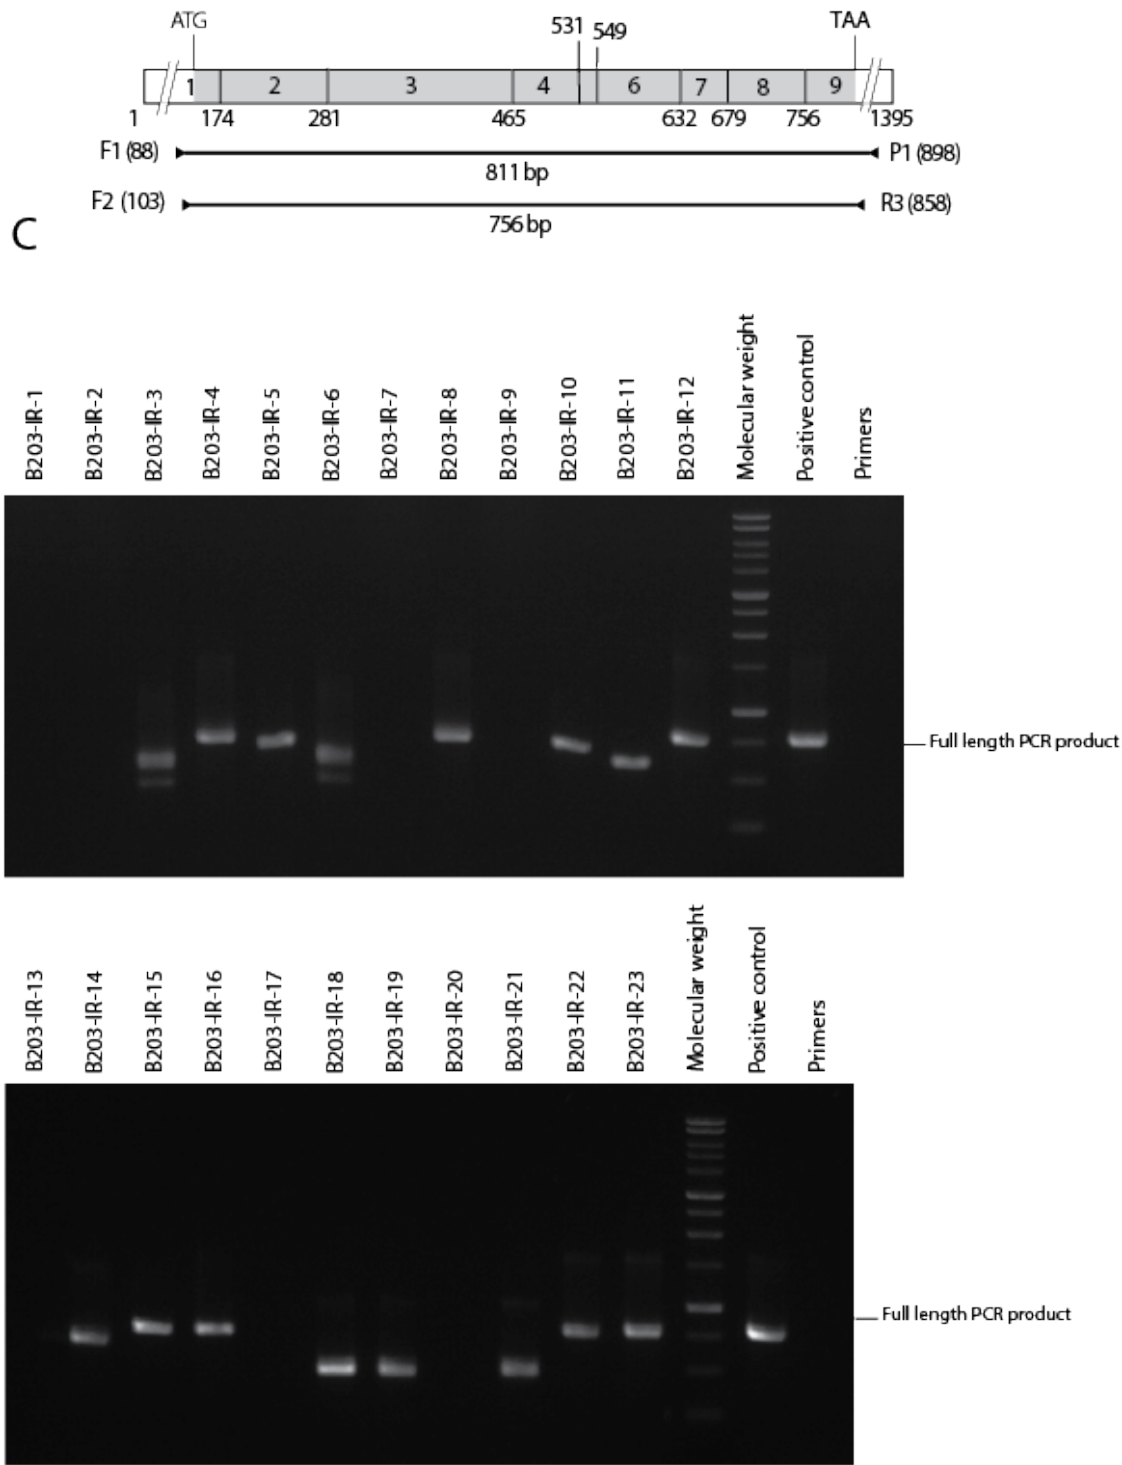 ATG 531 549 TAA
1 2 3 4 6 7 8 9
1 174 281 465 632 679 756 1395
F1 (88) P1 (898)
811 bp
F2 (103) R3 (858)
756 bp
C
B203-IR-1
B203-IR-2
B203-IR-3
B203-IR-4
B203-IR-5
B203-IR-6
B203-IR-7
B203-IR-8
B203-IR-9
B203-IR-10
B203-IR-11
B203-IR-12
Molecular weight
Positive control
Primers
Full length PCR product
B203-IR-13
B203-IR-14
B203-IR-15
B203-IR-16
B203-IR-17
B203-IR-18
B203-IR-19
B203-IR-20
B203-IR-21
B203-IR-22
B203-IR-23
Molecular weight
Positive control
Primers
Full length PCR product